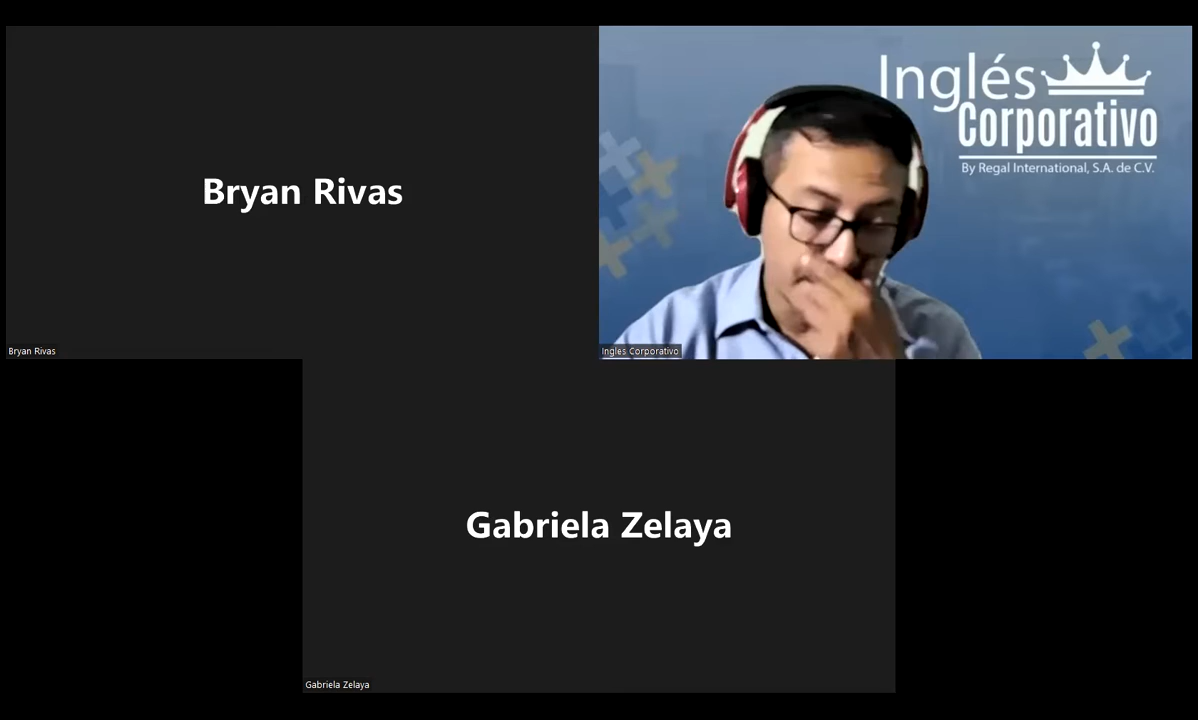 Bryan Rivas
Bryan Rivas
Inglés
Corporativo
By Regal International, S.A. de C.V.
Ingles Corporativo
Gabriela Zelaya
Gabriela Zelaya